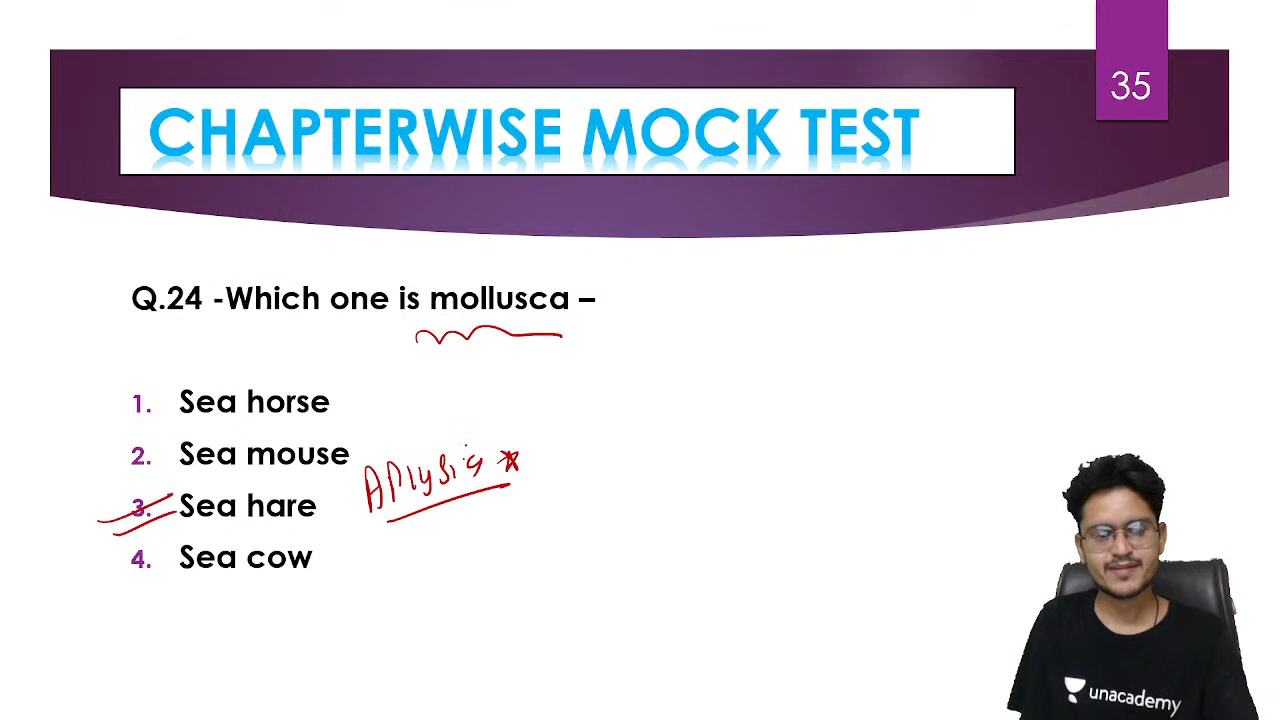 35
CHAPTERWISE MOCK TEST
Q.24 -Which one is mollusca –
1. Sea horse
2. Sea mouse
APlysia *
3. Sea hare
4. Sea cow
unacademy